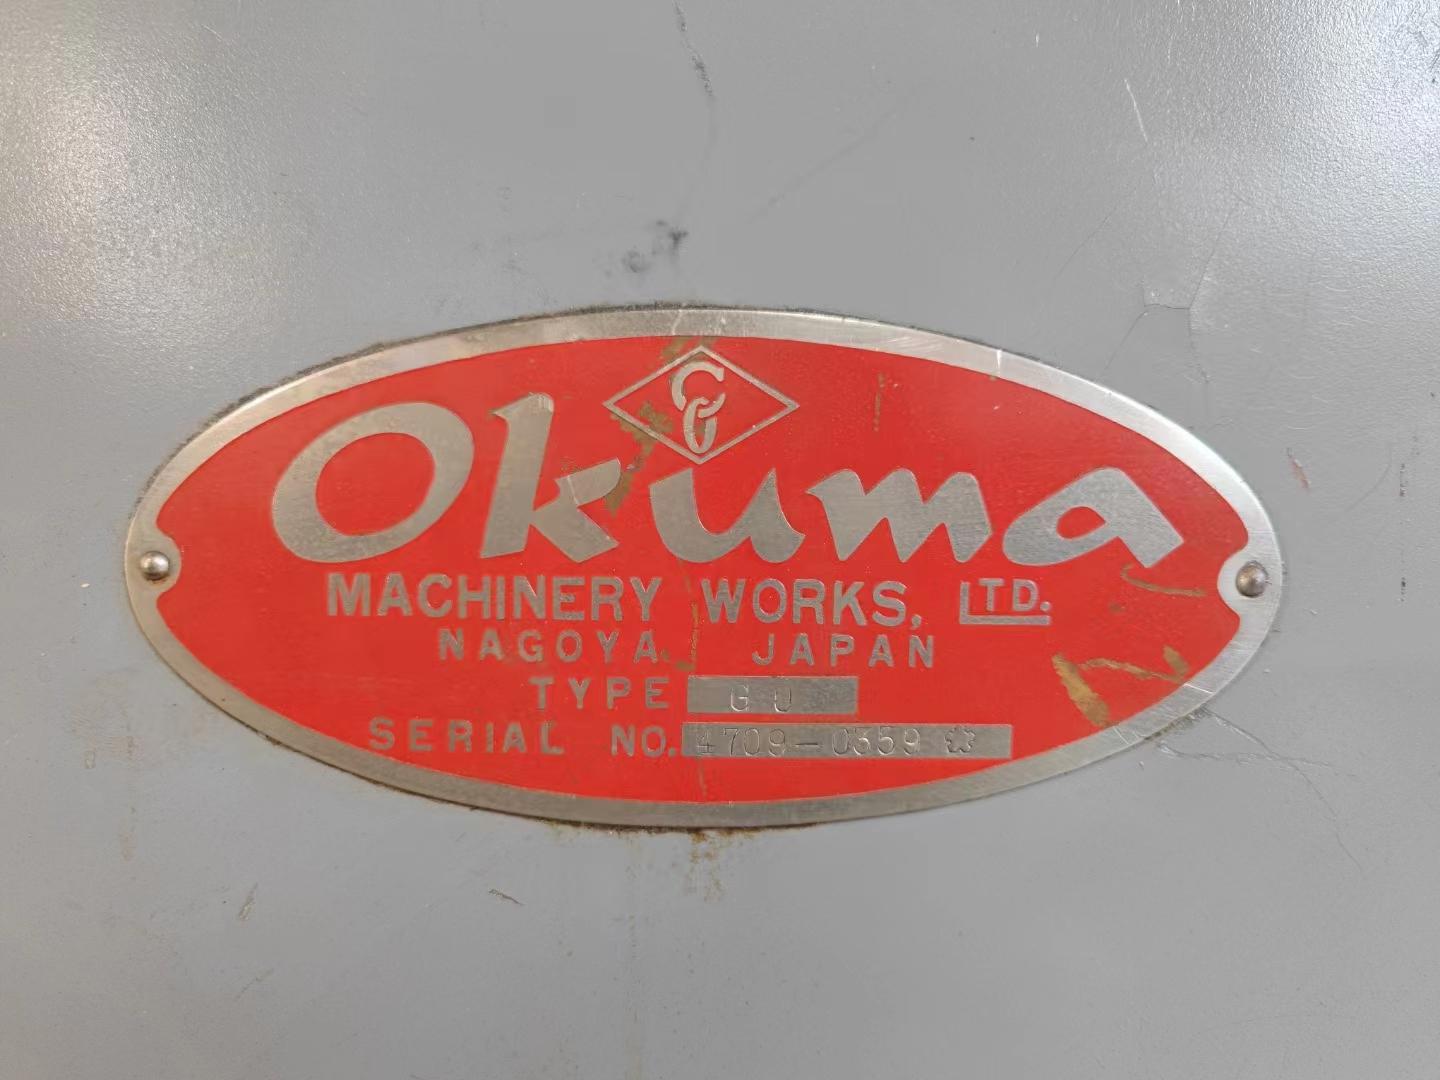 Okuma
MACHINERY WORKS, LTD.
NAGOYA JAPAN
TYPE GU
SERIAL NO. 4709-0359